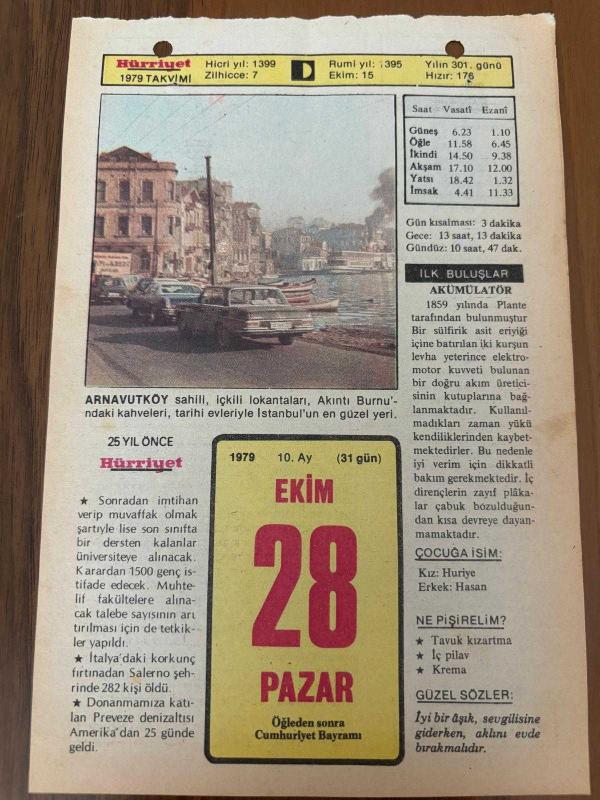 Hürriyet
1979 TAKVİMİ
Hicri yıl: 1399
Zilhicce: 7
Rumi yıl: 1395
Ekim: 15
Yılın 301. günü
Hızır: 176
Saat Vasatî Ezanî
Güneş 6.23 1.10
Öğle 11.58 6.45
İkindi 14.50 9.38
Akşam 17.10 12.00
Yatsı 18.42 1.32
İmsak 4.41 11.33
Gün kısalması: 3 dakika
Gece: 13 saat, 13 dakika
Gündüz: 10 saat, 47 dak.
ARNAVUTKÖY sahili, içkili lokantaları, Akıntı Burnu'-
ndaki kahveleri, tarihi evleriyle İstanbul'un en güzel yeri.
İLK BULUŞLAR
AKÜMÜLATÖR
1859 yılında Plante
tarafından bulunmuştur
Bir sülfirik asit eriyiği
içine batırılan iki kurşun
levha yeterince elektro-
motor kuvveti bulunan
bir doğru akım üretici-
sinin kutuplarına bağ-
lanmaktadır. Kullanıl-
madıkları zaman yükü
kendiliklerinden kaybet-
mektedirler. Bu nedenle
iyi verim için dikkatli
bakım gerekmektedir. İç
dirençlerin zayıf plâka-
lar çabuk bozulduğun-
dan kısa devreye dayan-
mamaktadır.
25 YIL ÖNCE
Hürriyet
★ Sonradan imtihan
verip muvaffak olmak
şartıyle lise son sınıfta
bir dersten kalanlar
üniversiteye alınacak.
Karardan 1500 genç is-
tifade edecek. Muhte-
lif fakültelere alına-
cak talebe sayısının art
tırılması için de tetkik-
ler yapıldı.
★ İtalya'daki korkunç
fırtınadan Salerno şeh-
rinde 282 kişi öldü.
★ Donanmamıza katı-
lan Preveze denizaltısı
Amerika'dan 25 günde
geldi.
1979 10. Ay (31 gün)
EKİM
28
PAZAR
Öğleden sonra
Cumhuriyet Bayramı
ÇOCUĞA İSİM:
Kız: Huriye
Erkek: Hasan
NE PİŞİRELİM?
★ Tavuk kızartma
★ İç pilav
★ Krema
GÜZEL SÖZLER:
İyi bir âşık, sevgilisine
giderken, aklını evde
bırakmalıdır.